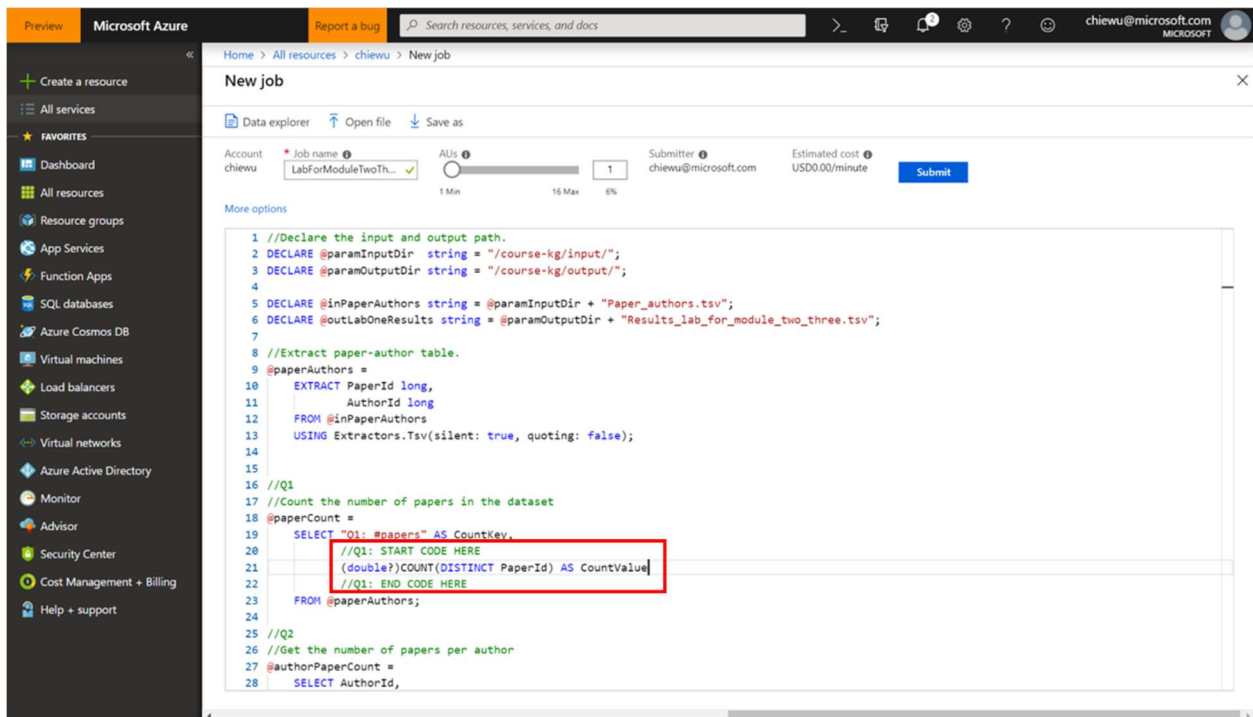 Preview Microsoft Azure Report a bug Search resources, services, and docs >_ 2 ? chiewu@microsoft.com
MICROSOFT
« Home > All resources > chiewu > New job
Create a resource
All services
FAVORITES
Dashboard
All resources
Resource groups
App Services
Function Apps
SQL databases
Azure Cosmos DB
Virtual machines
Load balancers
Storage accounts
Virtual networks
Azure Active Directory
Monitor
Advisor
Security Center
Cost Management + Billing
Help + support
New job
Data explorer Open file Save as
Account * Job name AUs Submitter Estimated cost
chiewu LabForModuleTwoTh... 1 chiewu@microsoft.com USD0.00/minute Submit
1 Min 16 Max 6%
More options
1 //Declare the input and output path.
2 DECLARE @paramInputDir string = "/course-kg/input/";
3 DECLARE @paramOutputDir string = "/course-kg/output/";
4
5 DECLARE @inPaperAuthors string = @paramInputDir + "Paper_authors.tsv";
6 DECLARE @outLabOneResults string = @paramOutputDir + "Results_lab_for_module_two_three.tsv";
7
8 //Extract paper-author table.
9 @paperAuthors =
10 EXTRACT PaperId long,
11 AuthorId long
12 FROM @inPaperAuthors
13 USING Extractors.Tsv(silent: true, quoting: false);
14
15
16 //Q1
17 //Count the number of papers in the dataset
18 @paperCount =
19 SELECT "Q1: #papers" AS CountKey,
20 //Q1: START CODE HERE
21 (double?)COUNT(DISTINCT PaperId) AS CountValue
22 //Q1: END CODE HERE
23 FROM @paperAuthors;
24
25 //Q2
26 //Get the number of papers per author
27 @authorPaperCount =
28 SELECT AuthorId,